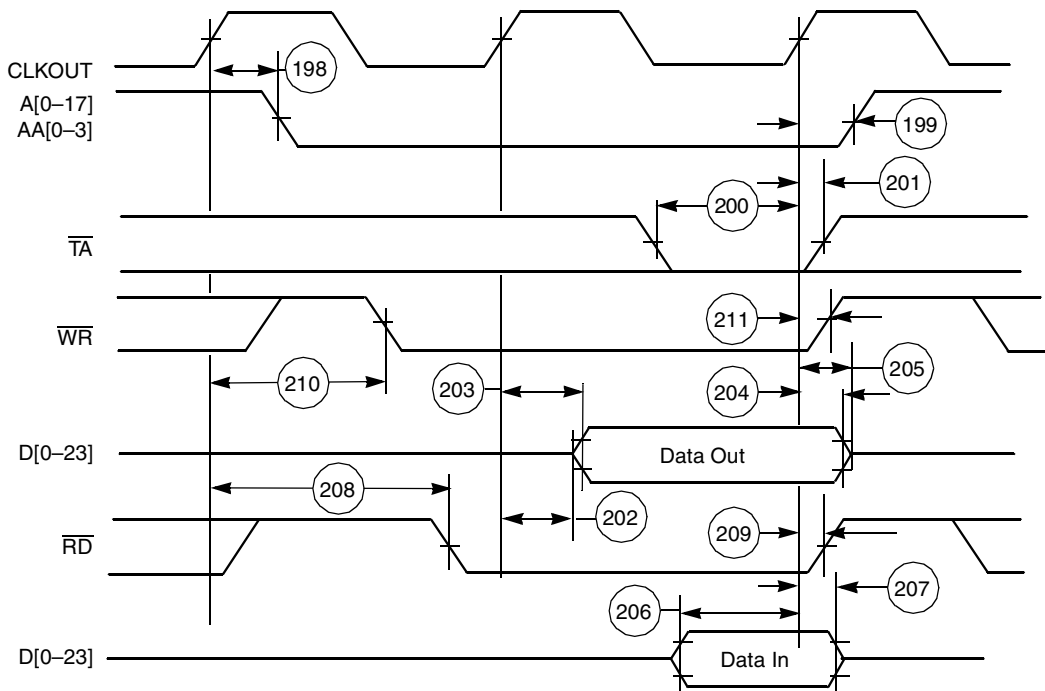 CLKOUT
198
A[0–17]
AA[0–3]
199
201
200
TA
211
WR
210
203
204
205
D[0–23]
Data Out
208
202
209
RD
206
207
D[0–23]
Data In